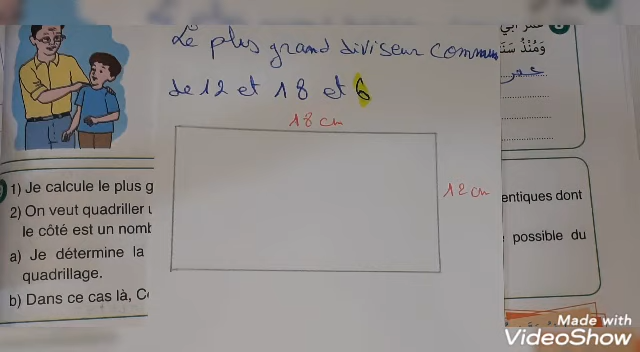 Le plus grand diviseur commun
de 12 et 18 et 6
18 cm
12 cm
1) Je calcule le plus g
2) On veut quadriller
le côté est un nomb
a) Je détermine la
quadrillage.
b) Dans ce cas là, C
entiques dont
possible du
Made with
VideoShow